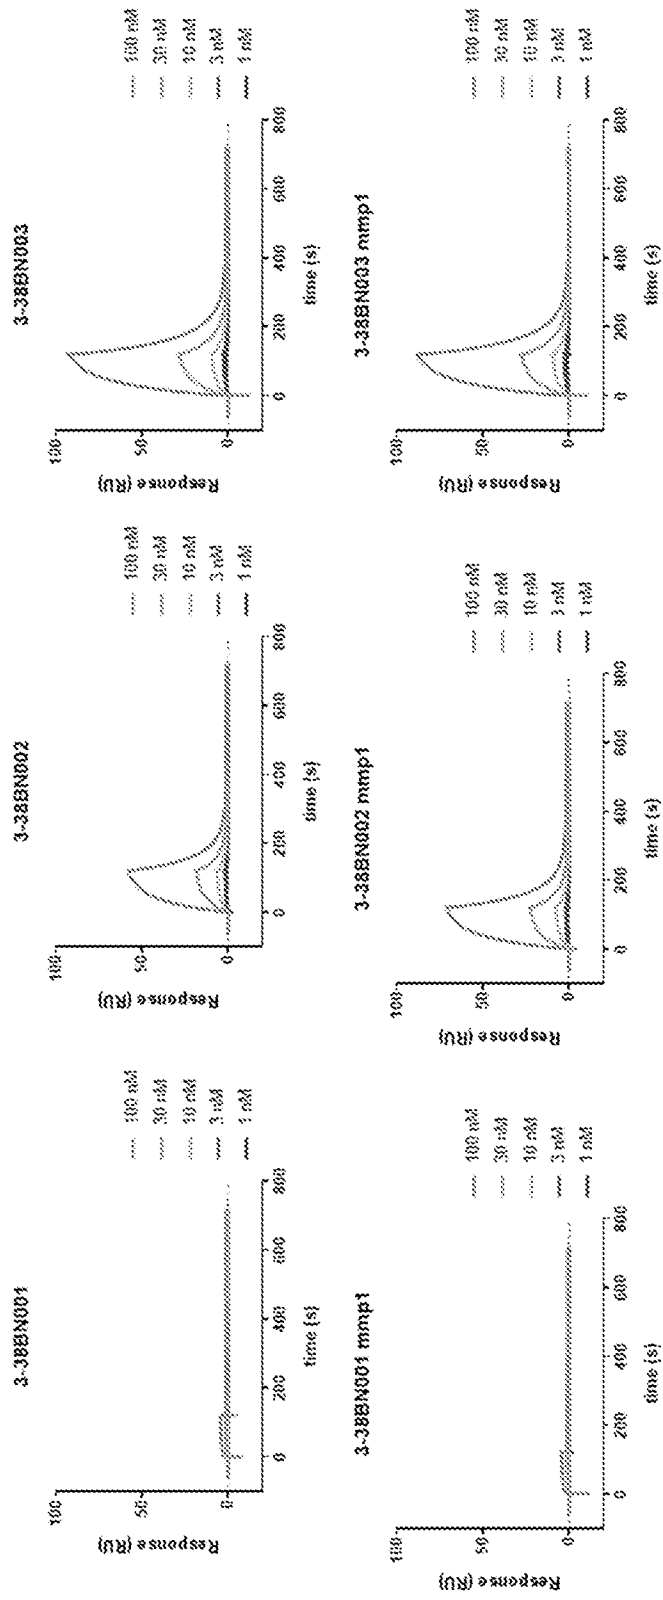 3-38BN001
100
50
0
Response (RU)
0
200
400
600
800
time (s)
100 nM
30 nM
10 nM
3 nM
1 nM
3-38BN002
100
50
0
Response (RU)
0
200
400
600
800
time (s)
100 nM
30 nM
10 nM
3 nM
1 nM
3-38BN003
100
50
0
Response (RU)
0
200
400
600
800
time (s)
100 nM
30 nM
10 nM
3 nM
1 nM
3-38BN001 mmp1
100
50
0
Response (RU)
0
200
400
600
800
time (s)
100 nM
30 nM
10 nM
3 nM
1 nM
3-38BN002 mmp1
100
50
0
Response (RU)
0
200
400
600
800
time (s)
100 nM
30 nM
10 nM
3 nM
1 nM
3-38BN003 mmp1
100
50
0
Response (RU)
0
200
400
600
800
time (s)
100 nM
30 nM
10 nM
3 nM
1 nM